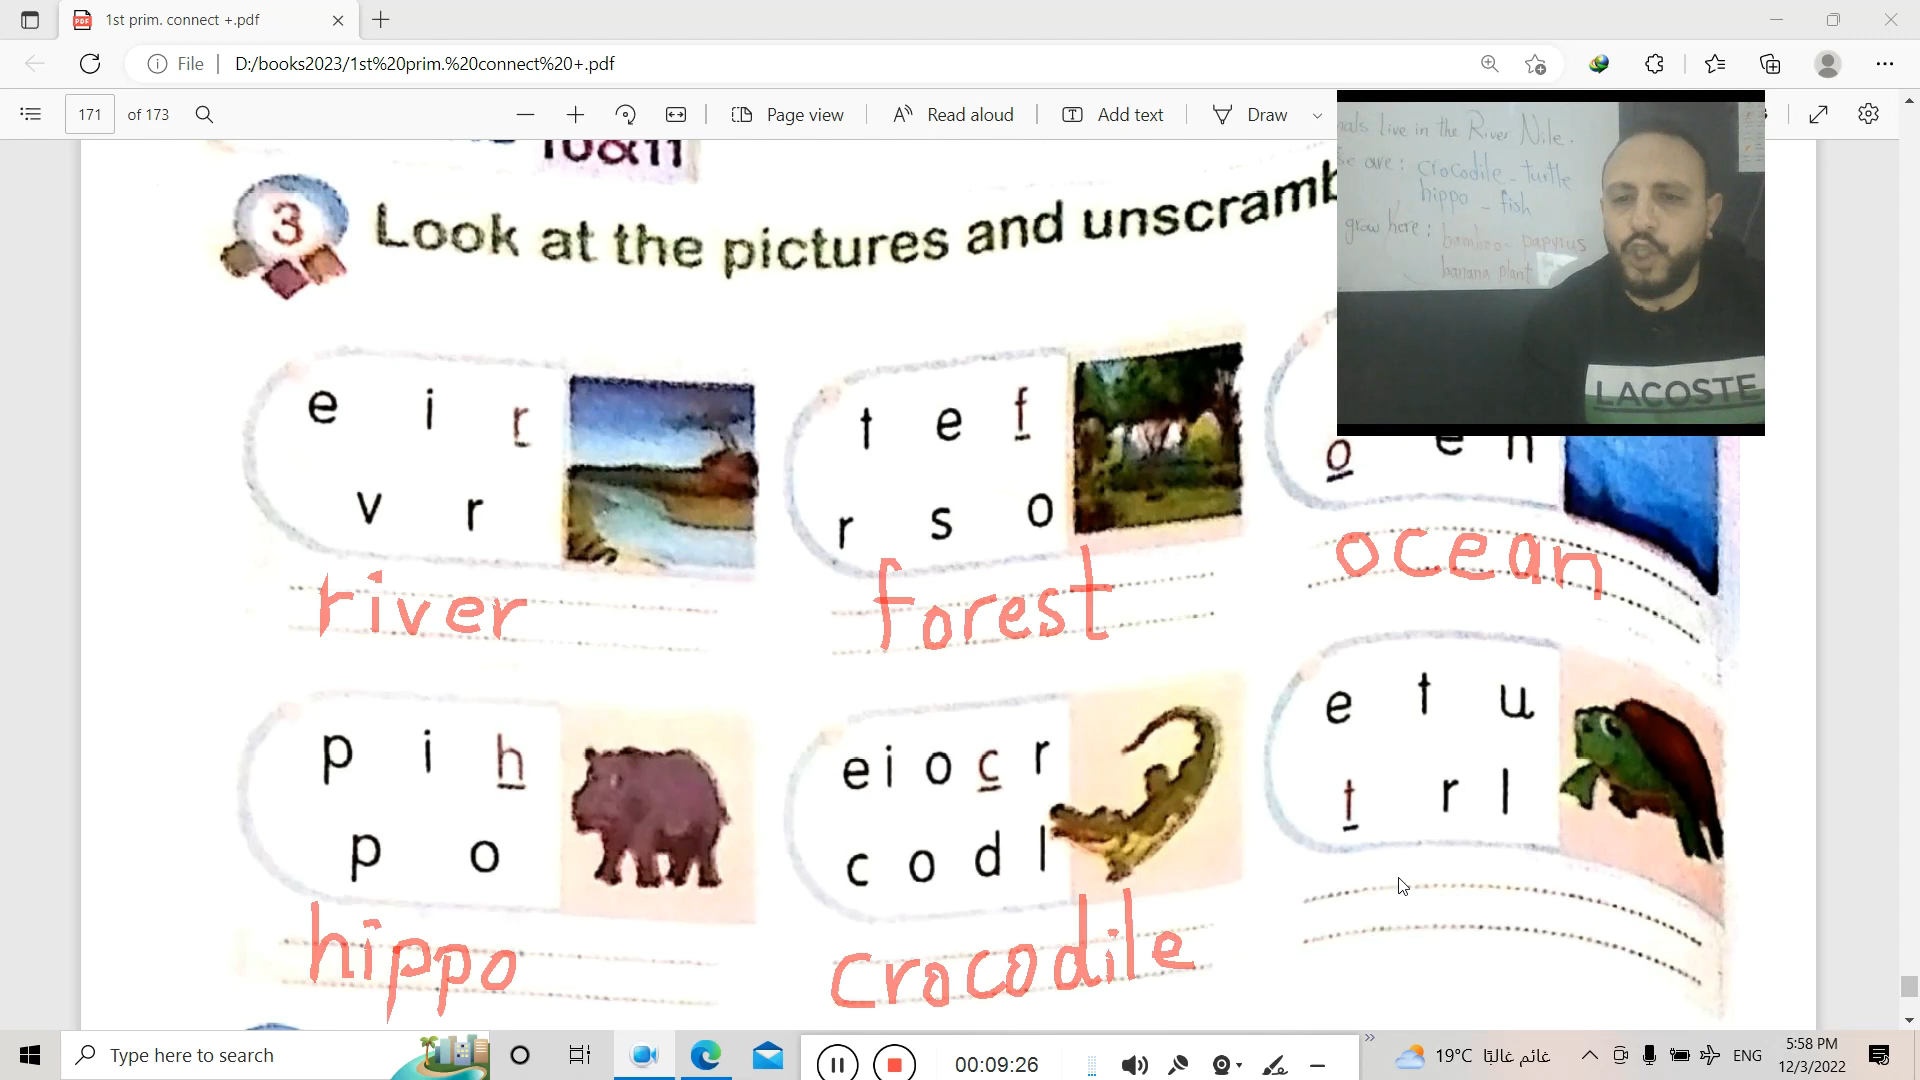 1st prim. connect +.pdf
File
D:/books2023/1st%20prim.%20connect%20+.pdf
171 of 173
Page view
Read aloud
Add text
Draw
Live in the River Nile.
are: crocodile - turtle
hippo - fish
grow here: bamboo - papyrus
banana plant
LACOSTE
10&11
3 Look at the pictures and unscramb
e i r
v r
river
t e f
r s o
forest
o e n
ocean
p i h
p o
hippo
e i o c r
c o d l
crocodile
e t u
t r l
Type here to search
00:09:26
19°C غائم غالبًا
ENG
5:58 PM
12/3/2022